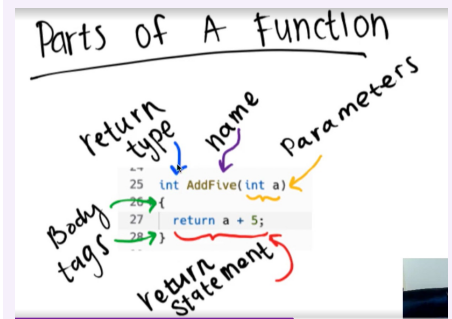 Parts of A Function
return
type
name
Parameters
25 int AddFive(int a)
26 {
27 return a + 5;
28 }
Body
tags
return
statement